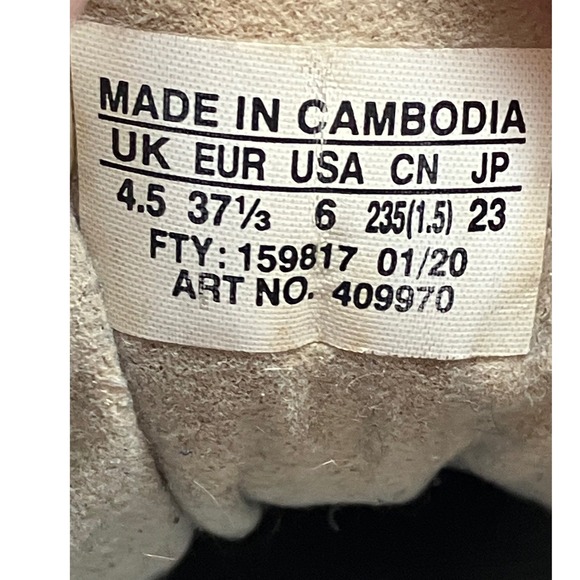 MADE IN CAMBODIA
UK EUR USA CN JP
4.5 37⅓ 6 235(1.5) 23
FTY: 159817 01/20
ART NO. 409970